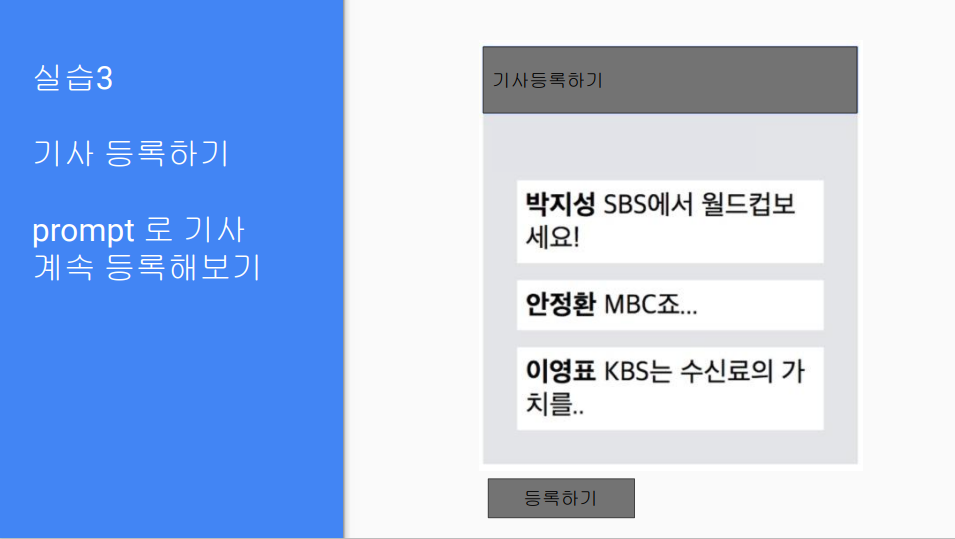 실습3
기사 등록하기
prompt 로 기사
계속 등록해보기
기사등록하기
박지성 SBS에서 월드컵보
세요!
안정환 MBC죠...
이영표 KBS는 수신료의 가
치를..
등록하기